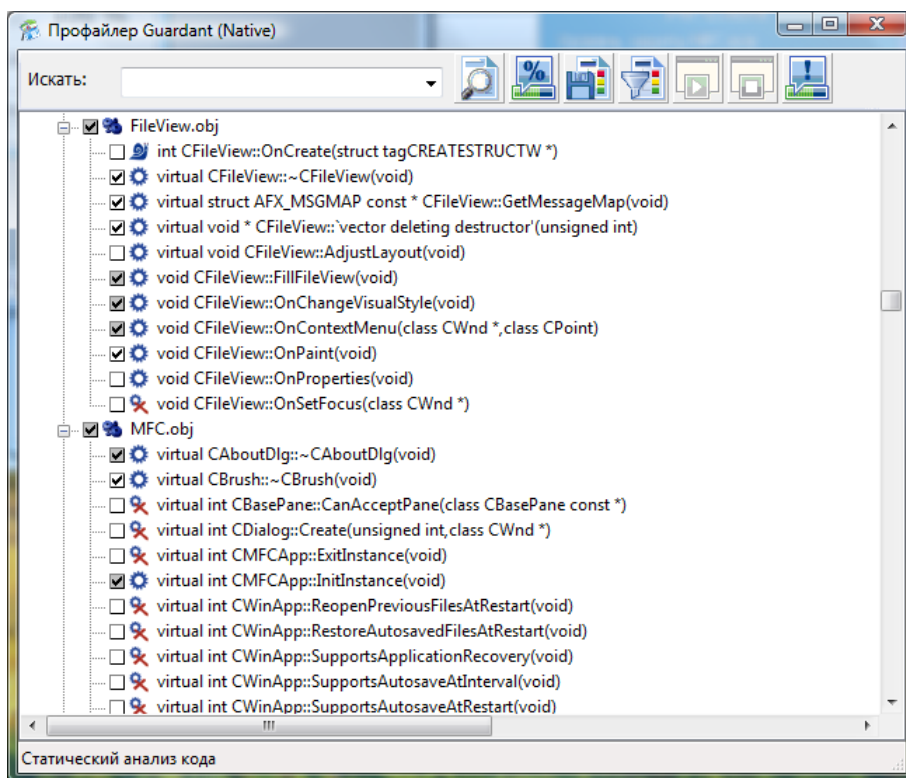 Профайлер Guardant (Native)
Искать:
%
!
FileView.obj
int CFileView::OnCreate(struct tagCREATESTRUCTW *)
virtual CFileView::~CFileView(void)
virtual struct AFX_MSGMAP const * CFileView::GetMessageMap(void)
virtual void * CFileView::`vector deleting destructor'(unsigned int)
virtual void CFileView::AdjustLayout(void)
void CFileView::FillFileView(void)
void CFileView::OnChangeVisualStyle(void)
void CFileView::OnContextMenu(class CWnd *,class CPoint)
void CFileView::OnPaint(void)
void CFileView::OnProperties(void)
void CFileView::OnSetFocus(class CWnd *)
MFC.obj
virtual CAboutDlg::~CAboutDlg(void)
virtual CBrush::~CBrush(void)
virtual int CBasePane::CanAcceptPane(class CBasePane const *)
virtual int CDialog::Create(unsigned int,class CWnd *)
virtual int CMFCApp::ExitInstance(void)
virtual int CMFCApp::InitInstance(void)
virtual int CWinApp::ReopenPreviousFilesAtRestart(void)
virtual int CWinApp::RestoreAutosavedFilesAtRestart(void)
virtual int CWinApp::SupportsApplicationRecovery(void)
virtual int CWinApp::SupportsAutosaveAtInterval(void)
virtual int CWinApp::SupportsAutosaveAtRestart(void)
Статический анализ кода